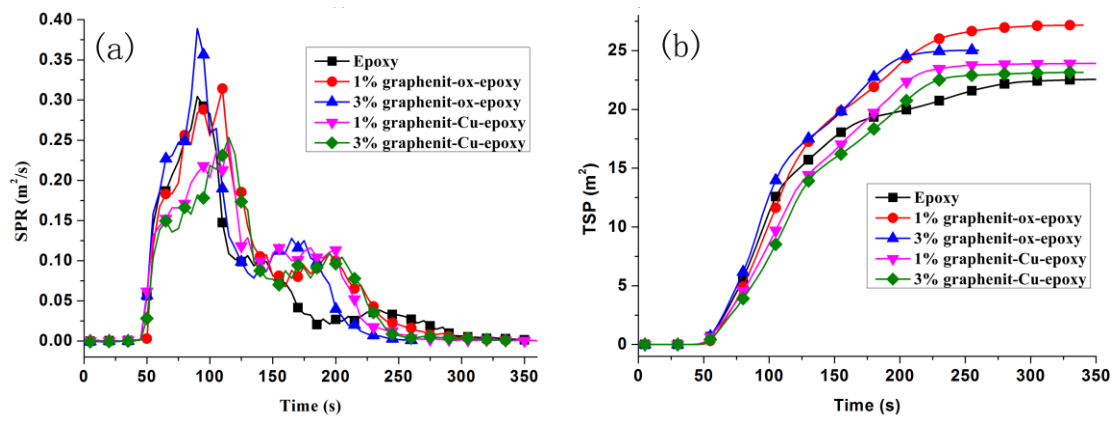 (a)
0.40
0.35
0.30
0.25
0.20
0.15
0.10
0.05
0.00
SPR (m²/s)
Epoxy
1% graphenit-ox-epoxy
3% graphenit-ox-epoxy
1% graphenit-Cu-epoxy
3% graphenit-Cu-epoxy
0 50 100 150 200 250 300 350
Time (s)
(b)
25
20
15
10
5
0
TSP (m²)
Epoxy
1% graphenit-ox-epoxy
3% graphenit-ox-epoxy
1% graphenit-Cu-epoxy
3% graphenit-Cu-epoxy
0 50 100 150 200 250 300 350
Time (s)